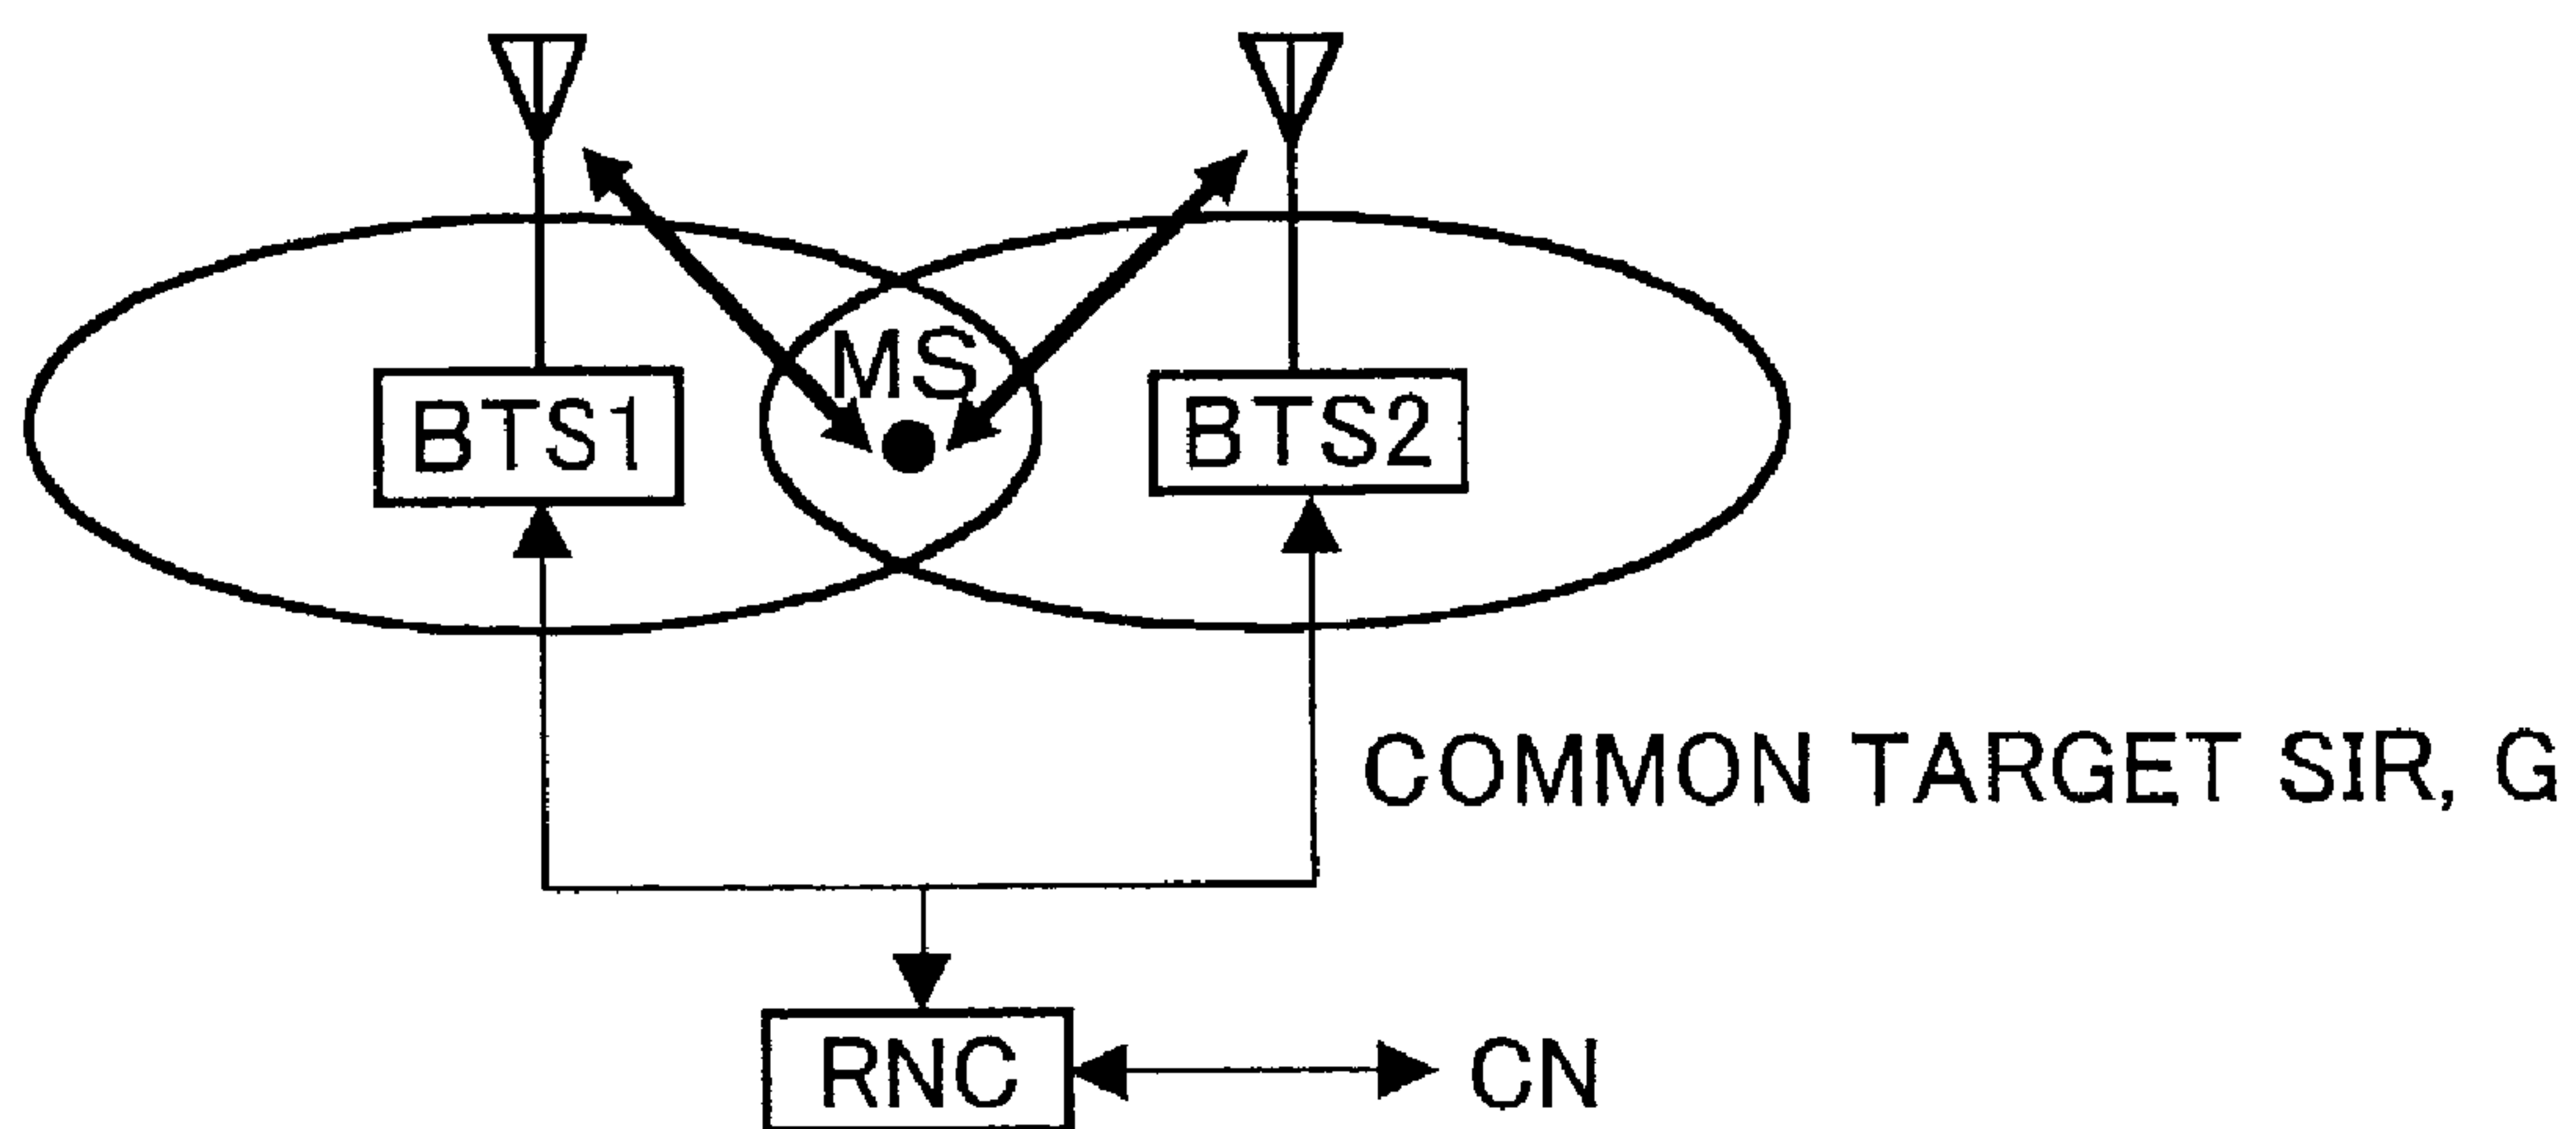 MS
BTS1
BTS2
COMMON TARGET SIR, G
RNC
CN